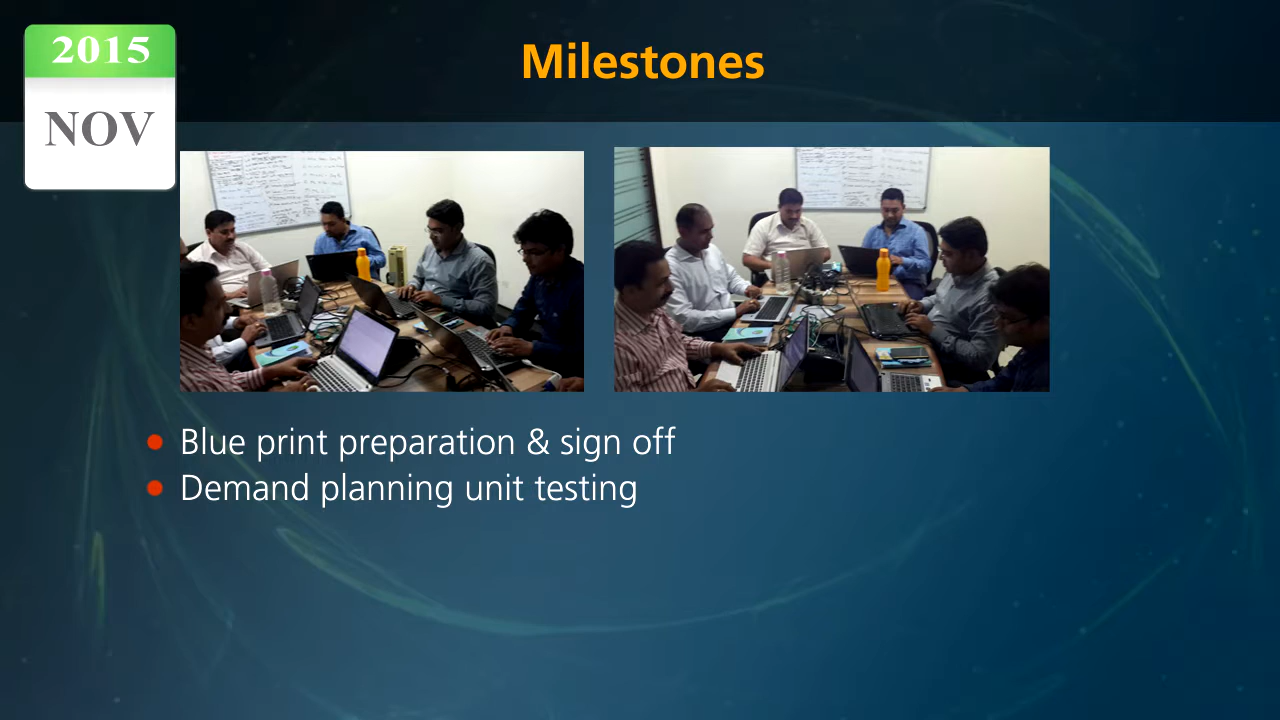 2015
NOV
Milestones
Blue print preparation & sign off
Demand planning unit testing